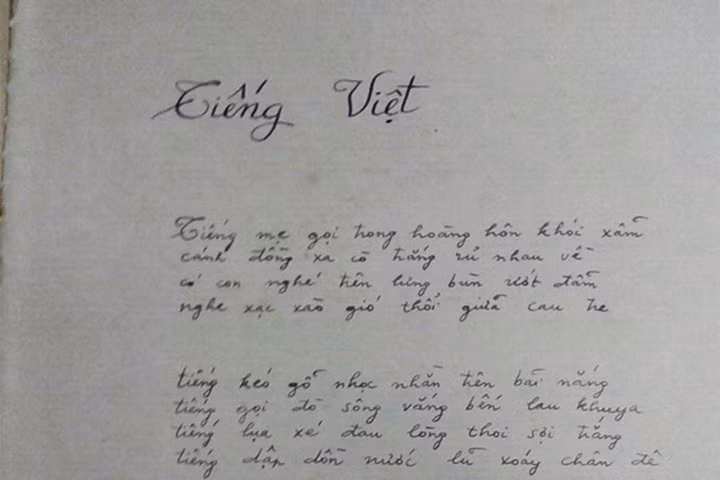 Tiếng Việt
Tiếng mẹ gọi trong hoàng hôn khói xẫm
cánh đồng xa cò trắng rủ nhau về
có con nghé trên lưng bùn ướt đẫm
nghe xạc xào gió thổi giữa cau tre
tiếng kéo gỗ nhọc nhằn trên bãi nắng
tiếng gọi đò sông vắng bến lau khuya
tiếng lụa xé đau lòng thoi sợi trắng
tiếng dập dồn nước lũ xoáy chân đê